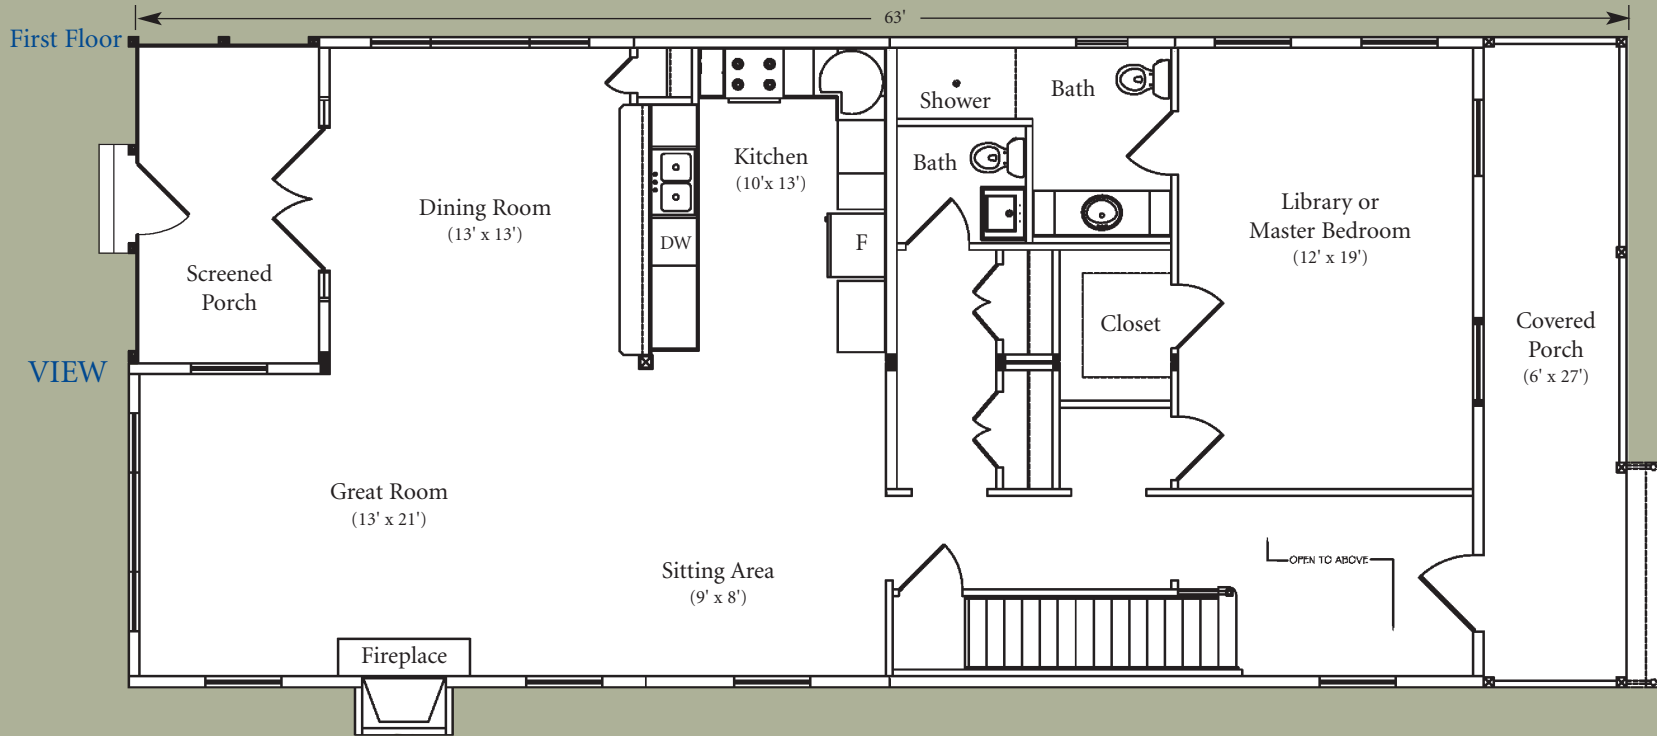 63'
First Floor
Shower
Bath
Bath
Kitchen
(10'x 13')
Dining Room
(13' x 13')
DW
F
Library or
Master Bedroom
(12' x 19')
Screened
Porch
Closet
Covered
Porch
(6' x 27')
VIEW
Great Room
(13' x 21')
Sitting Area
(9' x 8')
OPEN TO ABOVE
Fireplace